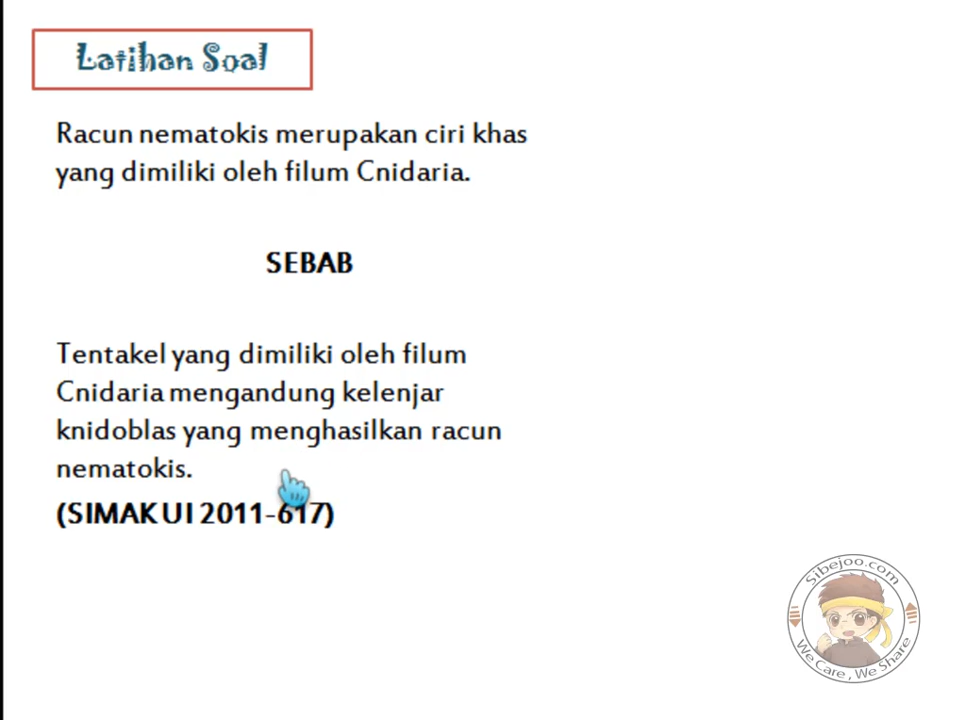 Latihan Soal
Racun nematokis merupakan ciri khas
yang dimiliki oleh filum Cnidaria.
SEBAB
Tentakel yang dimiliki oleh filum
Cnidaria mengandung kelenjar
knidoblas yang menghasilkan racun
nematokis.
(SIMAK UI 2011-617)
Sibejoo.com
We Care, We Share